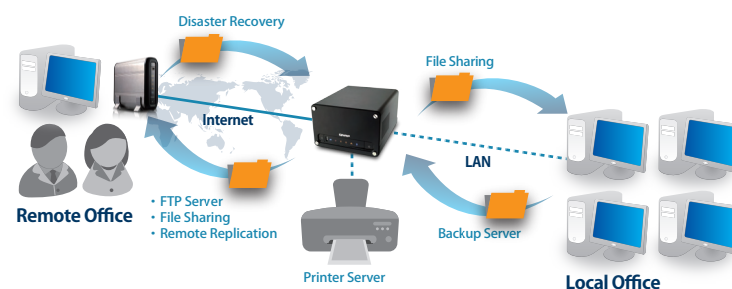 Disaster Recovery
File Sharing
Internet
LAN
Remote Office
• FTP Server
• File Sharing
• Remote Replication
Backup Server
Printer Server
Local Office